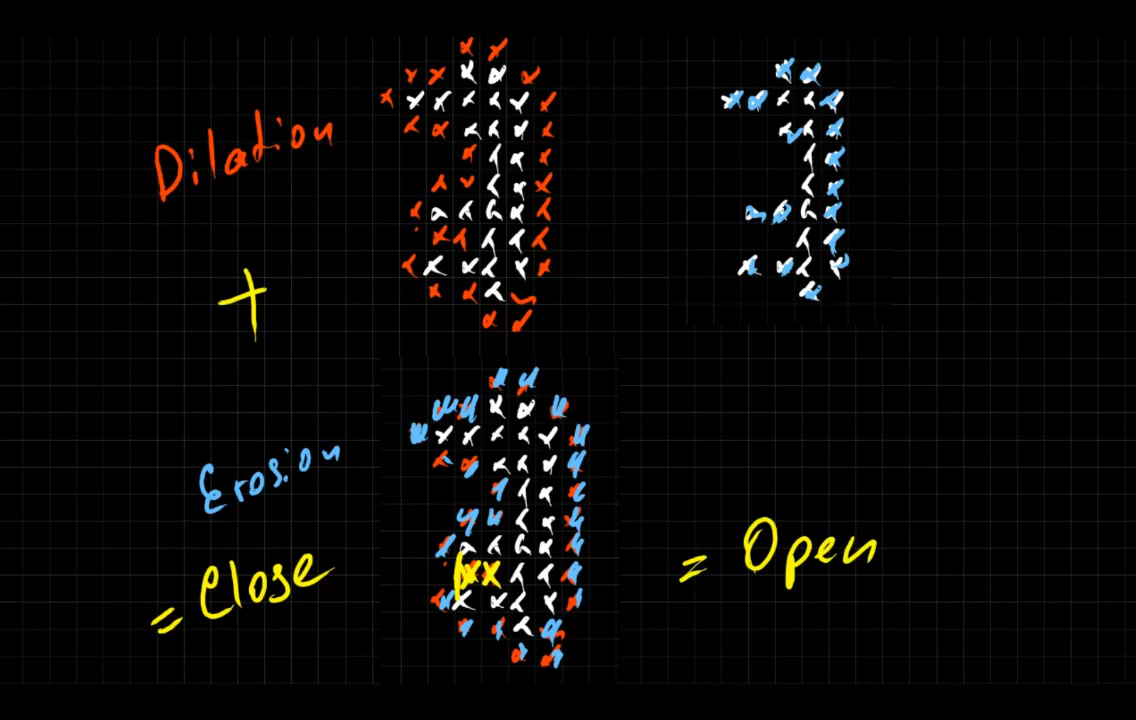 Dilation
+
Erosion
= Close
= Open